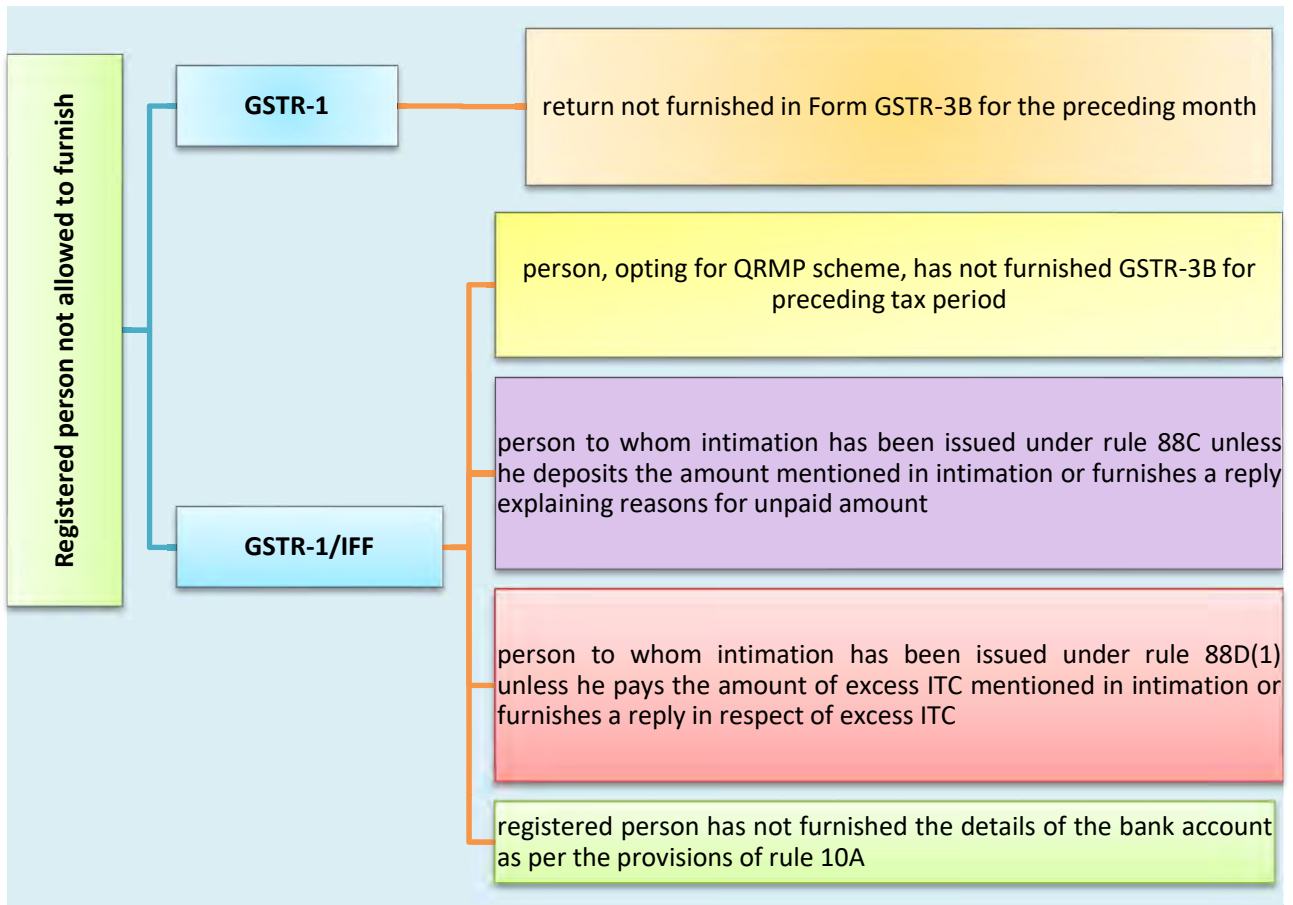 Registered person not allowed to furnish
GSTR-1
return not furnished in Form GSTR-3B for the preceding month
GSTR-1/IFF
person, opting for QRMP scheme, has not furnished GSTR-3B for
preceding tax period
person to whom intimation has been issued under rule 88C unless
he deposits the amount mentioned in intimation or furnishes a reply
explaining reasons for unpaid amount
person to whom intimation has been issued under rule 88D(1)
unless he pays the amount of excess ITC mentioned in intimation or
furnishes a reply in respect of excess ITC
registered person has not furnished the details of the bank account
as per the provisions of rule 10A